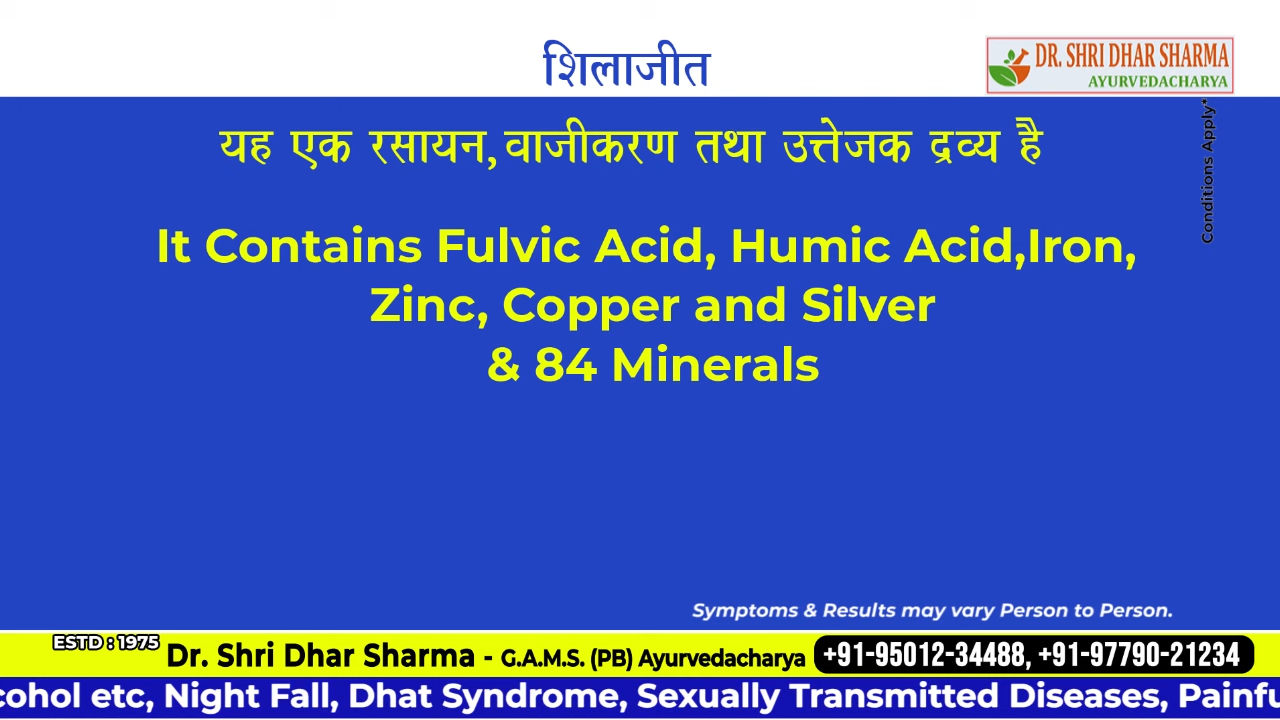 शिलाजीत
DR. SHRI DHAR SHARMA
AYURVEDACHARYA
Conditions Apply*
यह एक रसायन, वाजीकरण तथा उत्तेजक द्रव्य है
It Contains Fulvic Acid, Humic Acid,Iron,
Zinc, Copper and Silver
& 84 Minerals
Symptoms & Results may vary Person to Person.
ESTD : 1975
Dr. Shri Dhar Sharma - G.A.M.S. (PB) Ayurvedacharya +91-95012-34488, +91-97790-21234
etc, Night Fall, Dhat Syndrome, Sexually Transmitted Diseases,